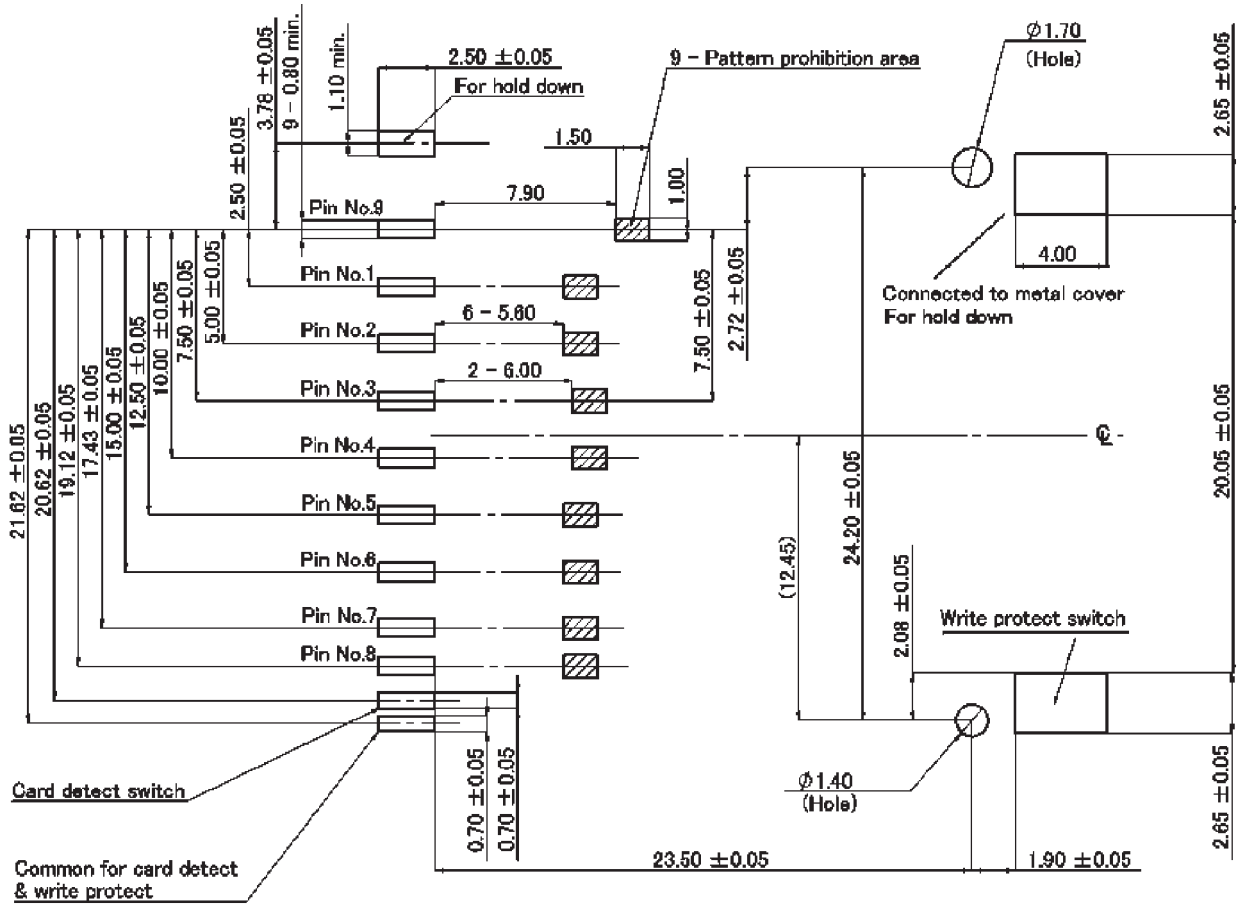 3.78 ±0.05
9 - 0.80 min.
1.10 min.
2.50 ±0.05
For hold down
9 - Pattern prohibition area
Ø1.70
(Hole)
2.65 ±0.05
2.50 ±0.05
1.50
1.00
7.90
Pin No.9
4.00
Connected to metal cover
For hold down
Pin No.1
6 - 5.60
Pin No.2
2 - 6.00
Pin No.3
Pin No.4
Pin No.5
Pin No.6
Pin No.7
Pin No.8
21.62 ±0.05
20.62 ±0.05
19.12 ±0.05
17.43 ±0.05
15.00 ±0.05
12.50 ±0.05
10.00 ±0.05
7.50 ±0.05
5.00 ±0.05
7.50 ±0.05
2.72 ±0.05
℄
(12.45)
24.20 ±0.05
20.05 ±0.05
2.08 ±0.05
Write protect switch
Card detect switch
0.70 ±0.05
0.70 ±0.05
Ø1.40
(Hole)
2.65 ±0.05
Common for card detect
& write protect
23.50 ±0.05
1.90 ±0.05